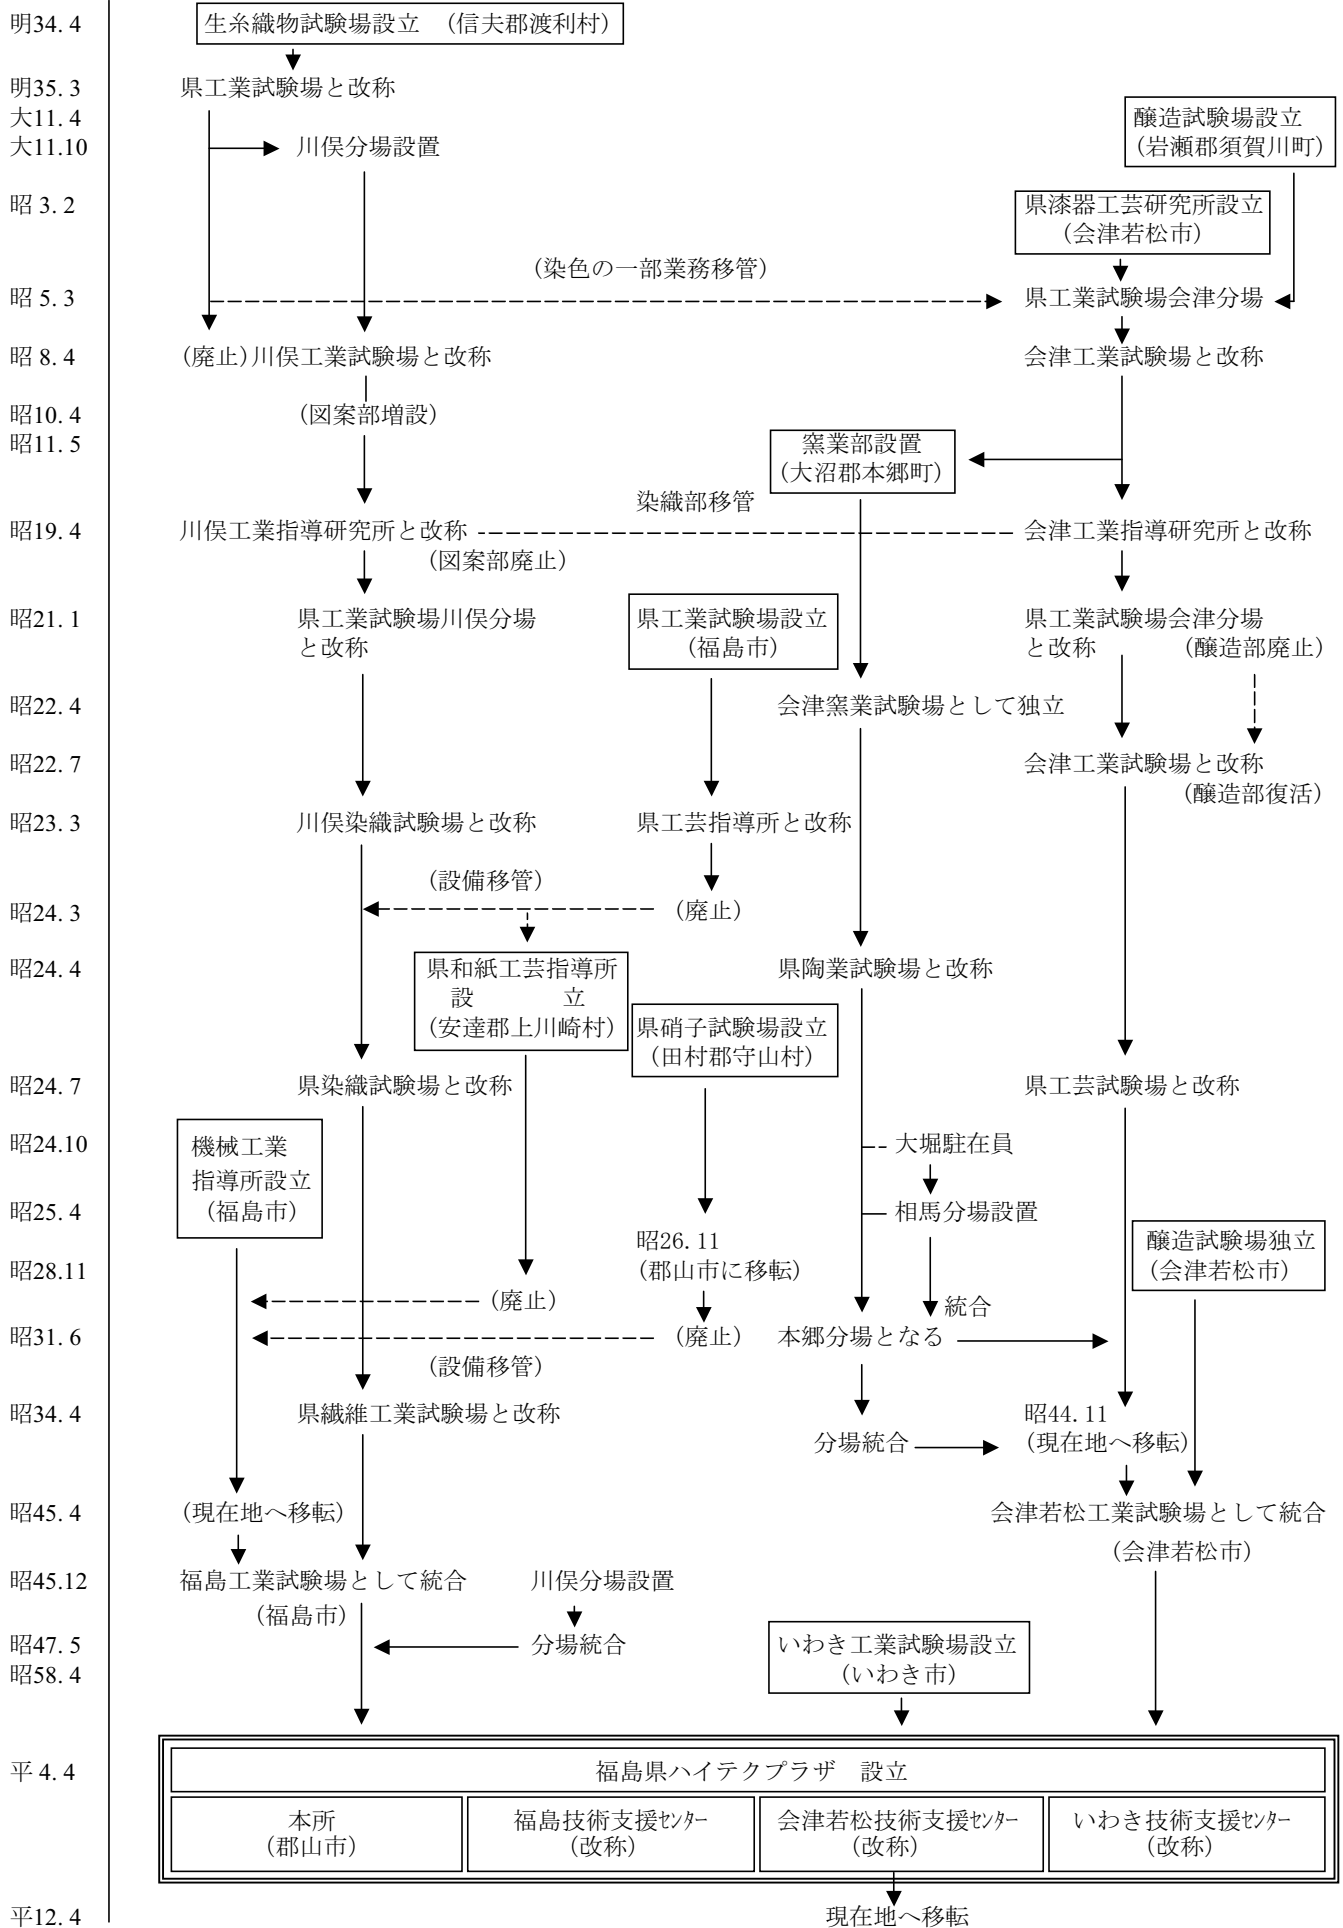 明34. 4
生糸織物試験場設立 (信夫郡渡利村)
明35. 3
県工業試験場と改称
大11. 4
醸造試験場設立
(岩瀬郡須賀川町)
大11.10
川俣分場設置
昭 3. 2
県漆器工芸研究所設立
(会津若松市)
(染色の一部業務移管)
昭 5. 3
県工業試験場会津分場
昭 8. 4
(廃止)川俣工業試験場と改称
会津工業試験場と改称
昭10. 4
(図案部増設)
昭11. 5
窯業部設置
(大沼郡本郷町)
染織部移管
昭19. 4
川俣工業指導研究所と改称
会津工業指導研究所と改称
(図案部廃止)
昭21. 1
県工業試験場川俣分場
と改称
県工業試験場設立
(福島市)
県工業試験場会津分場
と改称
(醸造部廃止)
昭22. 4
会津窯業試験場として独立
昭22. 7
会津工業試験場と改称
(醸造部復活)
昭23. 3
川俣染織試験場と改称
県工芸指導所と改称
(設備移管)
昭24. 3
(廃止)
昭24. 4
県和紙工芸指導所
設 立
(安達郡上川崎村)
県陶業試験場と改称
県硝子試験場設立
(田村郡守山村)
昭24. 7
県染織試験場と改称
県工芸試験場と改称
昭24.10
機械工業
指導所設立
(福島市)
大堀駐在員
昭25. 4
相馬分場設置
昭26. 11
(郡山市に移転)
醸造試験場独立
(会津若松市)
昭28.11
(廃止)
統合
昭31. 6
(廃止)
本郷分場となる
(設備移管)
昭34. 4
県繊維工業試験場と改称
分場統合
昭44. 11
(現在地へ移転)
昭45. 4
(現在地へ移転)
会津若松工業試験場として統合
(会津若松市)
昭45.12
福島工業試験場として統合
(福島市)
川俣分場設置
昭47. 5
分場統合
いわき工業試験場設立
(いわき市)
昭58. 4
平 4. 4
福島県ハイテクプラザ 設立
本所
(郡山市)
福島技術支援ｾﾝﾀｰ
(改称)
会津若松技術支援ｾﾝﾀｰ
(改称)
いわき技術支援ｾﾝﾀｰ
(改称)
平12. 4
現在地へ移転